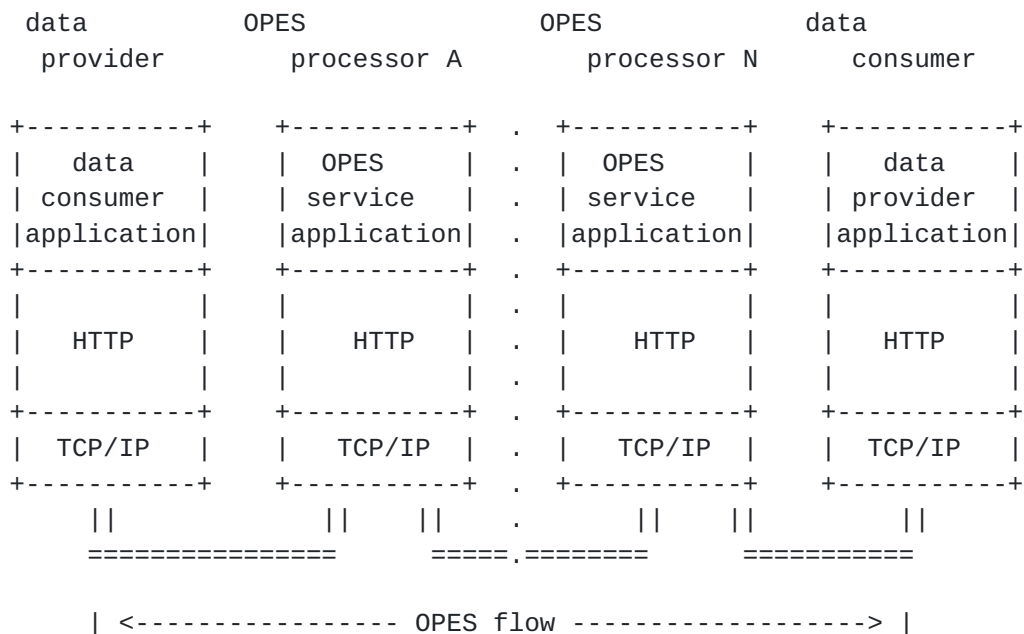 data OPES OPES data
provider processor A processor N consumer
+-----------+ +-----------+ . +-----------+ +-----------+
| data | | OPES | . | OPES | | data |
| consumer | | service | . | service | | provider |
|application| |application| . |application| |application|
+-----------+ +-----------+ . +-----------+ +-----------+
| | | | . | | | |
| HTTP | | HTTP | . | HTTP | | HTTP |
| | | | . | | | |
+-----------+ +-----------+ . +-----------+ +-----------+
| TCP/IP | | TCP/IP | . | TCP/IP | | TCP/IP |
+-----------+ +-----------+ . +-----------+ +-----------+
|| || || . || || ||
================ =====.======== ===========
| <----------------- OPES flow -------------------> |